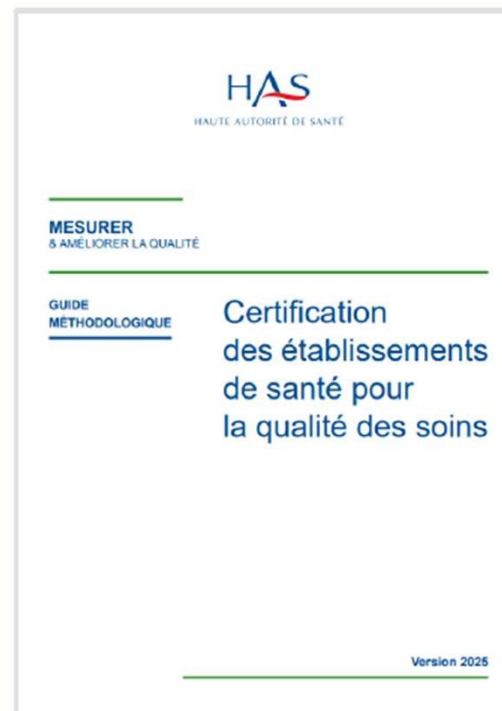 HAS
HAUTE AUTORITÉ DE SANTÉ
MESURER
& AMÉLIORER LA QUALITÉ
GUIDE
MÉTHODOLOGIQUE
Certification
des établissements
de santé pour
la qualité des soins
Version 2025